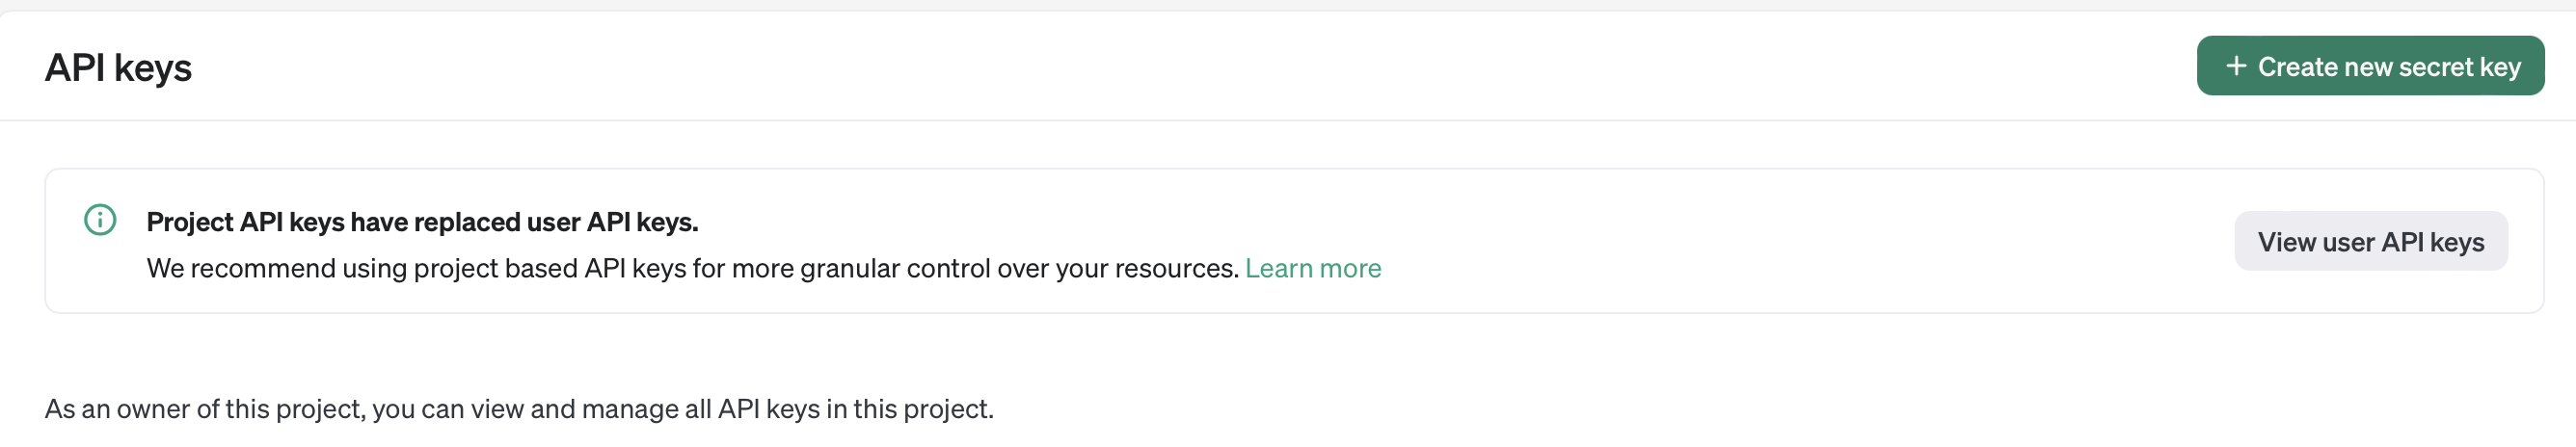 API keys
+ Create new secret key
Project API keys have replaced user API keys.
We recommend using project based API keys for more granular control over your resources. Learn more
View user API keys
As an owner of this project, you can view and manage all API keys in this project.